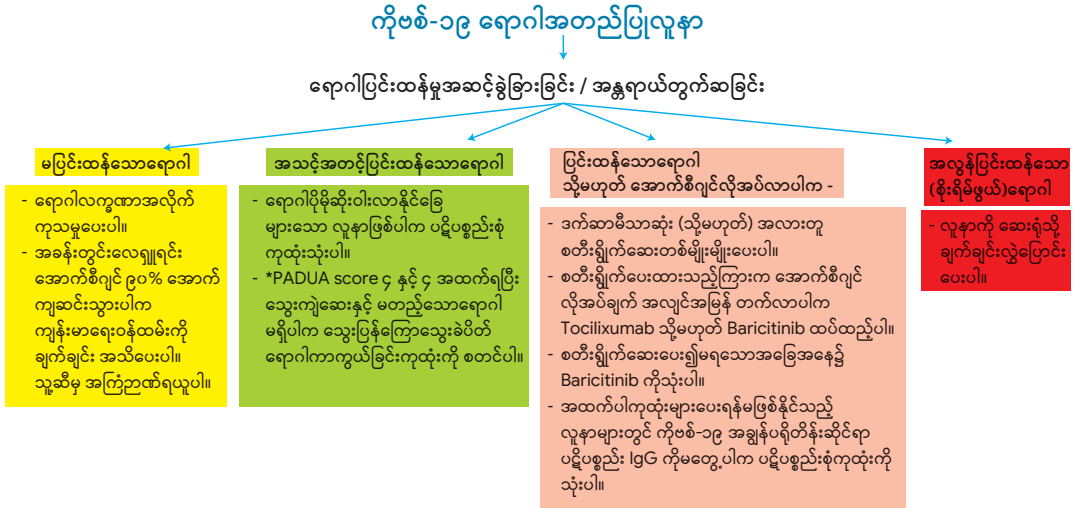 ကိုဗစ်-၁၉ ရောဂါအတည်ပြုလူနာ
ရောဂါပြင်းထန်မှုအဆင့်ခွဲခြားခြင်း / အန္တရာယ်တွက်ဆခြင်း
မပြင်းထန်သောရောဂါ
- ရောဂါလက္ခဏာအလိုက်
ကုသမှုပေးပါ။
- အခန်းတွင်းလေရှူရင်း
အောက်စီဂျင် ၉၀% အောက်
ကျဆင်းသွားပါက
ကျန်းမာရေးဝန်ထမ်းကို
ချက်ချင်း အသိပေးပါ။
သူ့ဆီမှ အကြံဉာဏ်ရယူပါ။
အသင့်အတင့်ပြင်းထန်သောရောဂါ
- ရောဂါပိုမိုဆိုးဝါးလာနိုင်ခြေ
များသော လူနာဖြစ်ပါက ပဋိပစ္စည်းစုံ
ကုထုံးသုံးပါ။
- *PADUA score ၄ နှင့် ၄ အထက်ရပြီး
သွေးကျဲဆေးနှင့် မတည့်သောရောဂါ
မရှိပါက သွေးပြန်ကြောသွေးခဲပိတ်
ရောဂါကာကွယ်ခြင်းကုထုံးကို စတင်ပါ။
ပြင်းထန်သောရောဂါ
သို့မဟုတ် အောက်စီဂျင်လိုအပ်လာပါက -
- ဒက်ဆာမီသာဆုံး (သို့မဟုတ်) အလားတူ
စတီးရွိုက်ဆေးတစ်မျိုးမျိုးပေးပါ။
- စတီးရွိုက်ပေးထားသည့်ကြားက အောက်စီဂျင်
လိုအပ်ချက် အလျင်အမြန် တက်လာပါက
Tocilixumab သို့မဟုတ် Baricitinib ထပ်ထည့်ပါ။
- စတီးရွိုက်ဆေးပေး၍မရသောအခြေအနေ၌
Baricitinib ကိုသုံးပါ။
- အထက်ပါကုထုံးများပေးရန်မဖြစ်နိုင်သည့်
လူနာများတွင် ကိုဗစ်-၁၉ အချွန်ပရိုတိန်းဆိုင်ရာ
ပဋိပစ္စည်း IgG ကိုမတွေ့ပါက ပဋိပစ္စည်းစုံကုထုံးကို
သုံးပါ။
အလွန်ပြင်းထန်သော
(စိုးရိမ်ဖွယ်)ရောဂါ
- လူနာကို ဆေးရုံသို့
ချက်ချင်းလွှဲပြောင်း
ပေးပါ။